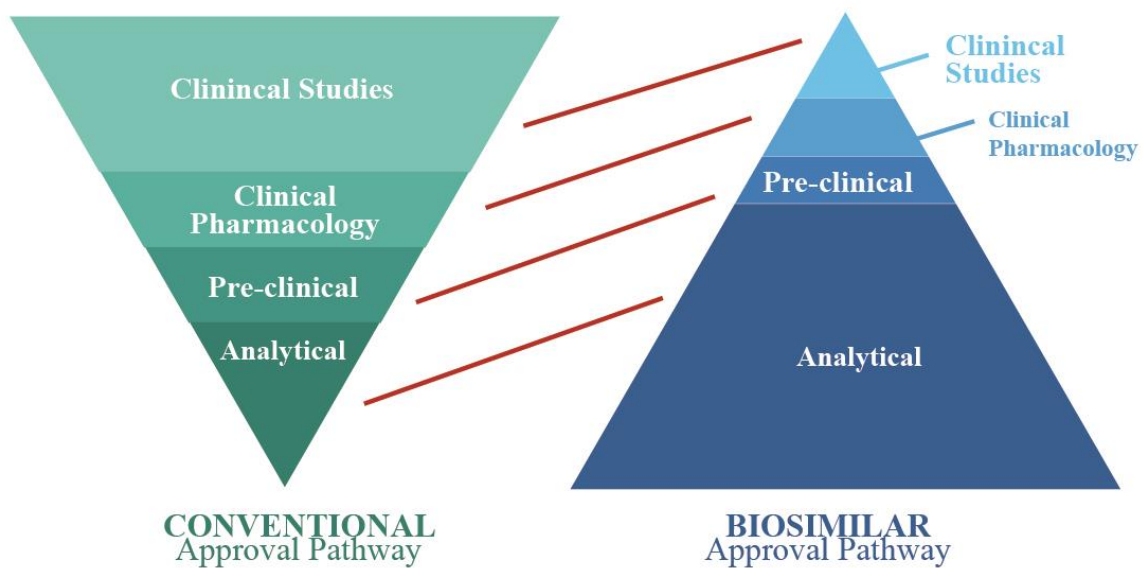 Clinincal Studies
Clinical
Pharmacology
Pre-clinical
Analytical
CONVENTIONAL
Approval Pathway
Clinincal
Studies
Clinical
Pharmacology
Pre-clinical
Analytical
BIOSIMILAR
Approval Pathway